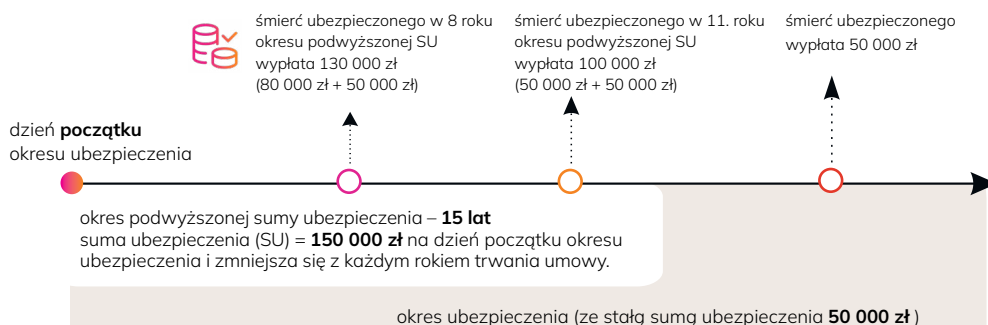 śmierć ubezpieczonego w 8 roku
okresu podwyższonej SU
wypłata 130 000 zł
(80 000 zł + 50 000 zł)
śmierć ubezpieczonego w 11. roku
okresu podwyższonej SU
wypłata 100 000 zł
(50 000 zł + 50 000 zł)
śmierć ubezpieczonego
wypłata 50 000 zł
dzień początku
okresu ubezpieczenia
okres podwyższonej sumy ubezpieczenia – 15 lat
suma ubezpieczenia (SU) = 150 000 zł na dzień początku okresu
ubezpieczenia i zmniejsza się z każdym rokiem trwania umowy.
okres ubezpieczenia (ze stałą sumą ubezpieczenia 50 000 zł )